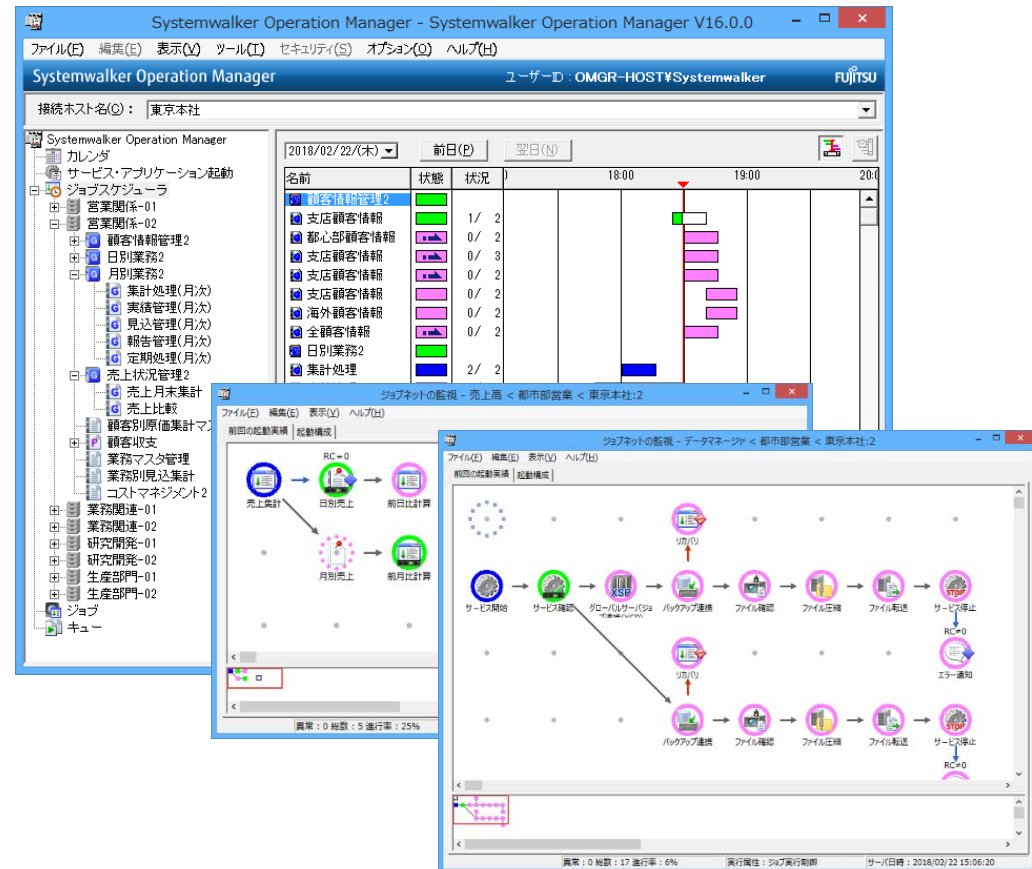 Systemwalker Operation Manager - Systemwalker Operation Manager V16.0.0
ファイル(F) 編集(E) 表示(V) ツール(T) セキュリティ(S) オプション(O) ヘルプ(H)
Systemwalker Operation Manager ユーザーID : OMGR-HOST¥Systemwalker FUJITSU
接続ホスト名(C) : 東京本社
Systemwalker Operation Manager
カレンダ
サービス・アプリケーション起動
ジョブスケジューラ
営業関係-01
営業関係-02
顧客情報管理2
日別業務2
月別業務2
集計処理(月次)
実績管理(月次)
見込管理(月次)
報告管理(月次)
定期処理(月次)
売上状況管理2
売上月末集計
売上比較
顧客別原価集計マス
顧客収支
業務マスタ管理
業務別見込集計
コストマネジメント2
業務関連-01
業務関連-02
研究開発-01
研究開発-02
生産部門-01
生産部門-02
ジョブ
キュー
2018/02/22/(木) 前日(P) 翌日(N)
名前 状態 状況 18:00 19:00 20:0
顧客情報管理2
支店顧客情報 1/ 2
都心部顧客情報 0/ 2
支店顧客情報 0/ 3
支店顧客情報 0/ 2
支店顧客情報 0/ 2
海外顧客情報 0/ 2
全顧客情報 0/ 2
日別業務2
集計処理 2/ 2
ジョブネットの監視 - 売上高 < 都市部営業 < 東京本社:2
ファイル(F) 編集(E) 表示(V) ヘルプ(H)
前回の起動実績 起動構成
RC=0
売上集計 日別売上 前日比計算
月別売上 前月比計算
異常 : 0 総数 : 5 進行率 : 25%
ジョブネットの監視 - データマネージャ < 都市部営業 < 東京本社:2
ファイル(F) 編集(E) 表示(V) ヘルプ(H)
前回の起動実績 起動構成
リカバリ
サービス開始 サービス確認 グローバルサーバジョ バックアップ連携 ファイル確認 ファイル圧縮 ファイル転送 サービス停止
XSP
STOP
RC≠0
リカバリ エラー通知
バックアップ連携 ファイル確認 ファイル圧縮 ファイル転送 サービス停止
STOP
RC≠0
異常 : 0 総数 : 17 進行率 : 6% 実行属性 : ジョブ実行制御 サーバ日時 : 2018/02/22 15:06:20